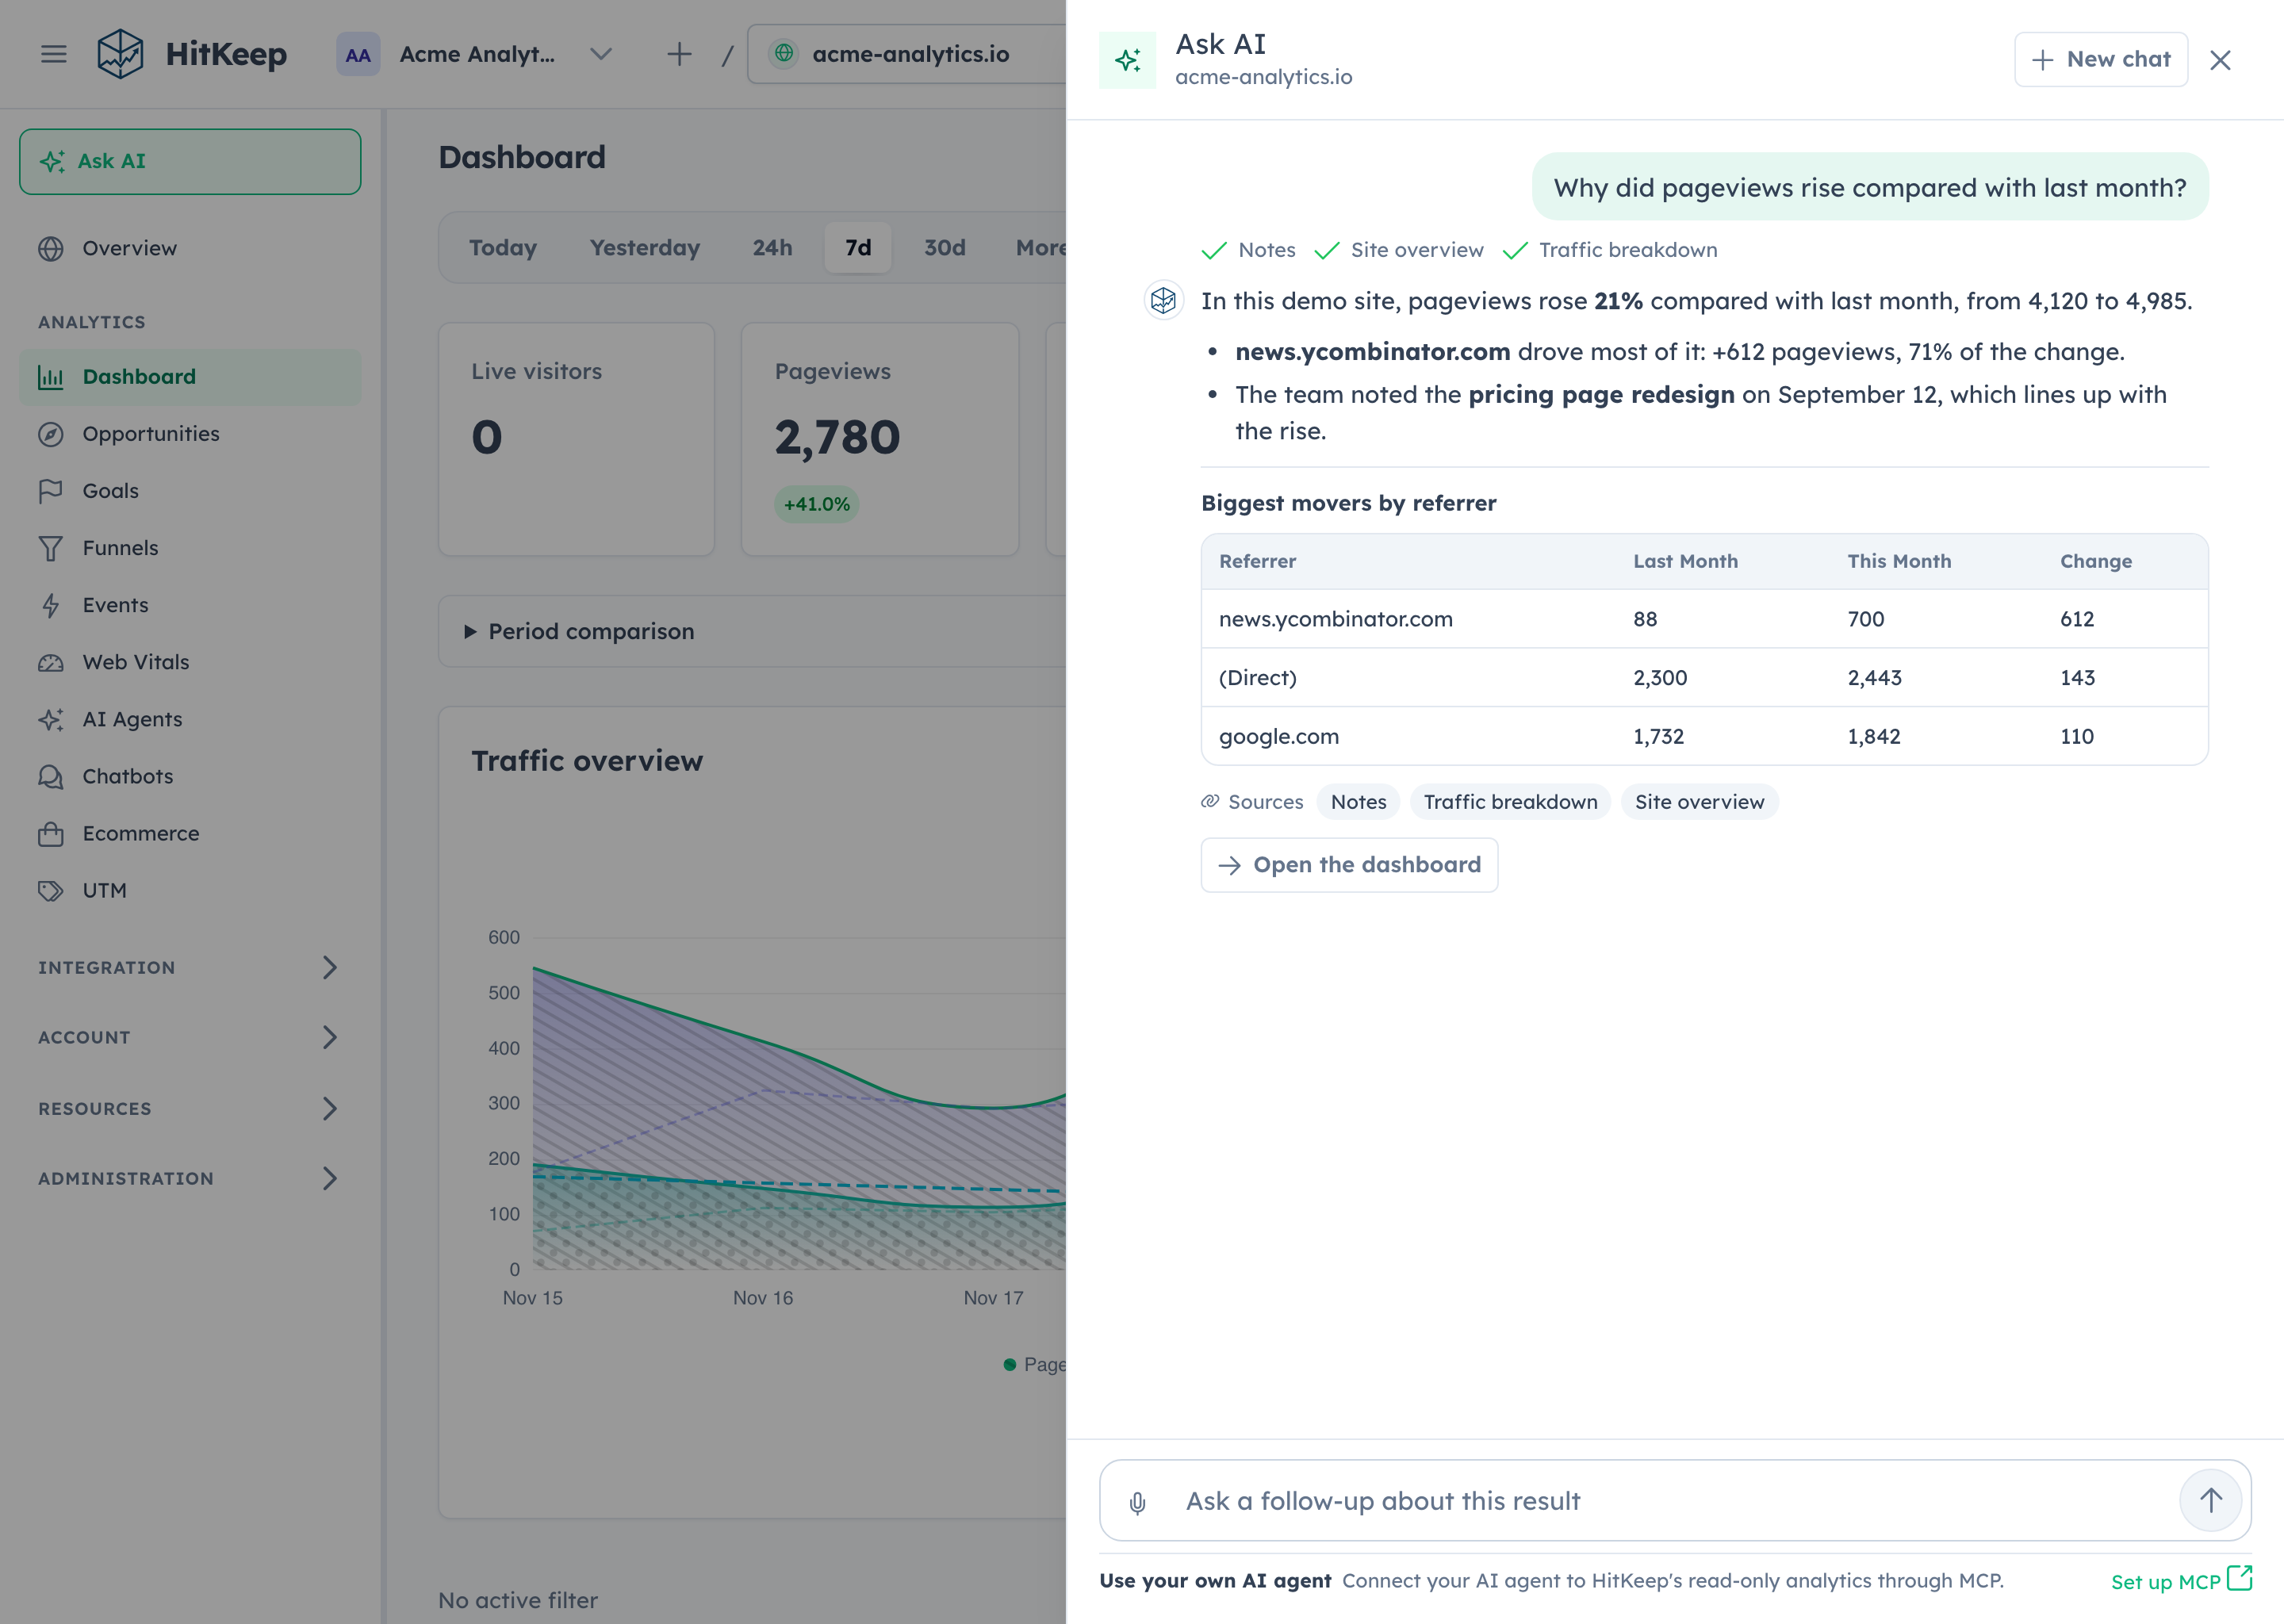 HitKeep
AA
Acme Analyt...
/
acme-analytics.io
Ask AI
Overview
ANALYTICS
Dashboard
Opportunities
Goals
Funnels
Events
Web Vitals
AI Agents
Chatbots
Ecommerce
UTM
INTEGRATION
ACCOUNT
RESOURCES
ADMINISTRATION
Dashboard
Today Yesterday 24h 7d 30d More
Live visitors
0
Pageviews
2,780
+41.0%
Period comparison
Traffic overview
600
500
400
300
200
100
0
Nov 15 Nov 16 Nov 17
Page
No active filter
Ask AI
acme-analytics.io
New chat
Why did pageviews rise compared with last month?
Notes Site overview Traffic breakdown
In this demo site, pageviews rose 21% compared with last month, from 4,120 to 4,985.
• news.ycombinator.com drove most of it: +612 pageviews, 71% of the change.
• The team noted the pricing page redesign on September 12, which lines up with
the rise.
Biggest movers by referrer
Referrer Last Month This Month Change
news.ycombinator.com 88 700 612
(Direct) 2,300 2,443 143
google.com 1,732 1,842 110
Sources Notes Traffic breakdown Site overview
Open the dashboard
Ask a follow-up about this result
Use your own AI agent Connect your AI agent to HitKeep's read-only analytics through MCP.
Set up MCP